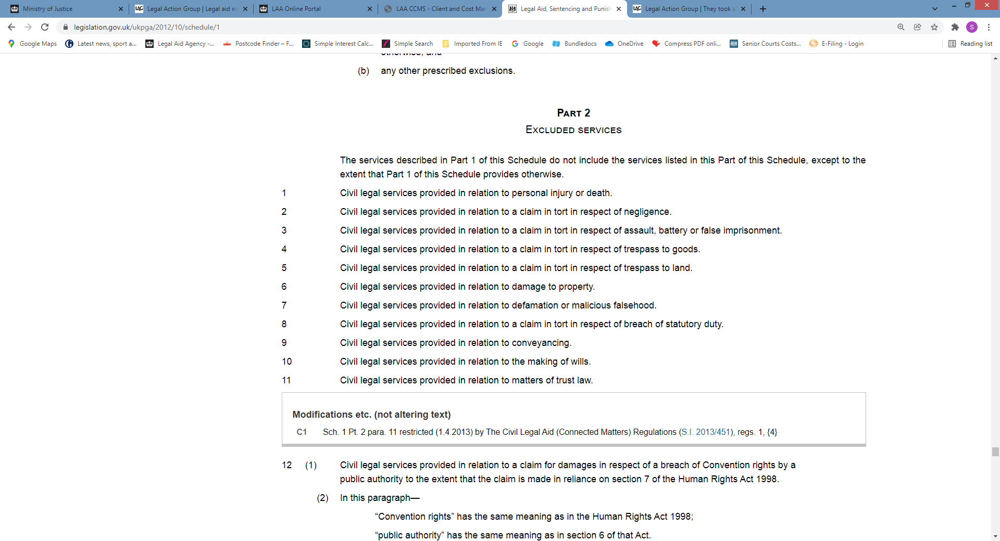 Ministry of Justice
LAG Legal Action Group | Legal aid ex
LAA Online Portal
LAA CCMS - Client and Cost Mar
Legal Aid, Sentencing and Punish
LAG Legal Action Group | They took a
legislation.gov.uk/ukpga/2012/10/schedule/1
S
Google Maps
Latest news, sport a...
Legal Aid Agency -...
Postcode Finder – F...
Simple Interest Calc...
Simple Search
Imported From IE
Google
Bundledocs
OneDrive
Compress PDF onli...
Senior Courts Costs...
E-Filing - Login
Reading list
otherwise, and
(b) any other prescribed exclusions.
PART 2
EXCLUDED SERVICES
The services described in Part 1 of this Schedule do not include the services listed in this Part of this Schedule, except to the
extent that Part 1 of this Schedule provides otherwise.
1 Civil legal services provided in relation to personal injury or death.
2 Civil legal services provided in relation to a claim in tort in respect of negligence.
3 Civil legal services provided in relation to a claim in tort in respect of assault, battery or false imprisonment.
4 Civil legal services provided in relation to a claim in tort in respect of trespass to goods.
5 Civil legal services provided in relation to a claim in tort in respect of trespass to land.
6 Civil legal services provided in relation to damage to property.
7 Civil legal services provided in relation to defamation or malicious falsehood.
8 Civil legal services provided in relation to a claim in tort in respect of breach of statutory duty.
9 Civil legal services provided in relation to conveyancing.
10 Civil legal services provided in relation to the making of wills.
11 Civil legal services provided in relation to matters of trust law.
Modifications etc. (not altering text)
C1 Sch. 1 Pt. 2 para. 11 restricted (1.4.2013) by The Civil Legal Aid (Connected Matters) Regulations (S.I. 2013/451), regs. 1, {4}
12 (1) Civil legal services provided in relation to a claim for damages in respect of a breach of Convention rights by a
public authority to the extent that the claim is made in reliance on section 7 of the Human Rights Act 1998.
(2) In this paragraph—
“Convention rights” has the same meaning as in the Human Rights Act 1998;
“public authority” has the same meaning as in section 6 of that Act.